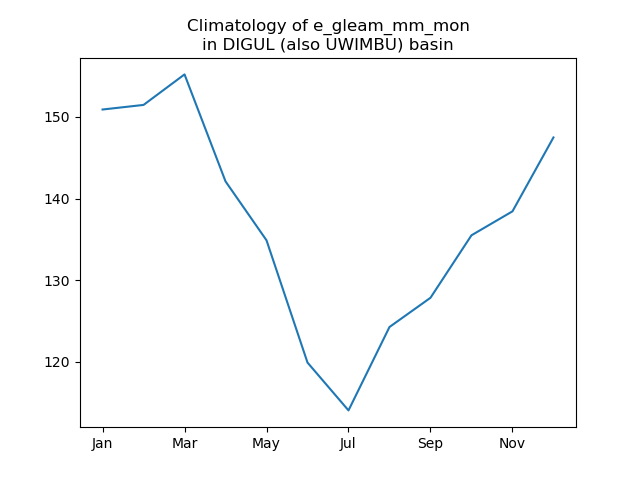 Climatology of e_gleam_mm_mon
in DIGUL (also UWIMBU) basin
150
140
130
120
Jan Mar May Jul Sep Nov